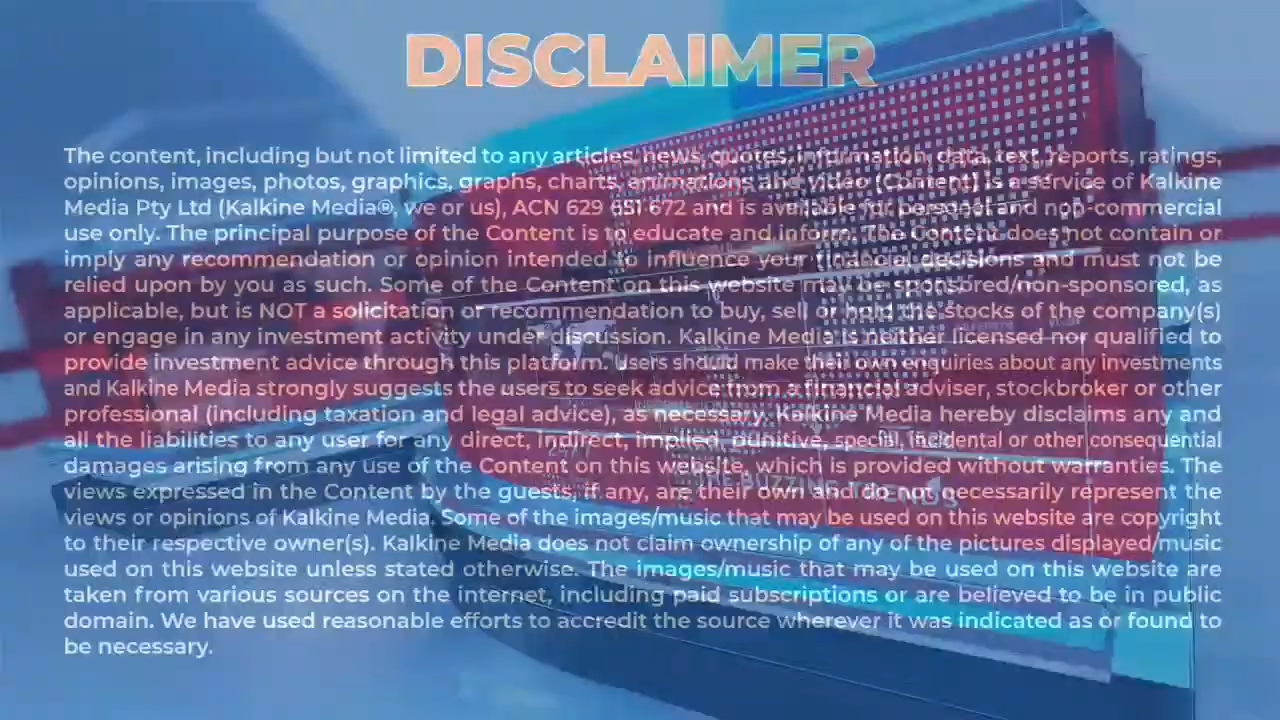 DISCLAIMER
The content, including but not limited to any articles, news, quotes, information, data, text, reports, ratings,
opinions, images, photos, graphics, graphs, charts, animations and video (Content) is a service of Kalkine
Media Pty Ltd (Kalkine Media®, we or us), ACN 629 651 672 and is available for personal and non-commercial
use only. The principal purpose of the Content is to educate and inform. The Content does not contain or
imply any recommendation or opinion intended to influence your financial decisions and must not be
relied upon by you as such. Some of the Content on this website may be sponsored/non-sponsored, as
applicable, but is NOT a solicitation or recommendation to buy, sell or hold the stocks of the company(s)
or engage in any investment activity under discussion. Kalkine Media is neither licensed nor qualified to
provide investment advice through this platform. Users should make their own enquiries about any investments
and Kalkine Media strongly suggests the users to seek advice from a financial adviser, stockbroker or other
professional (including taxation and legal advice), as necessary. Kalkine Media hereby disclaims any and
all the liabilities to any user for any direct, indirect, implied, punitive, special, incidental or other consequential
damages arising from any use of the Content on this website, which is provided without warranties. The
views expressed in the Content by the guests, if any, are their own and do not necessarily represent the
views or opinions of Kalkine Media. Some of the images/music that may be used on this website are copyright
to their respective owner(s). Kalkine Media does not claim ownership of any of the pictures displayed/music
used on this website unless stated otherwise. The images/music that may be used on this website are
taken from various sources on the internet, including paid subscriptions or are believed to be in public
domain. We have used reasonable efforts to accredit the source wherever it was indicated as or found to
be necessary.
THE BUZZING TRENDS